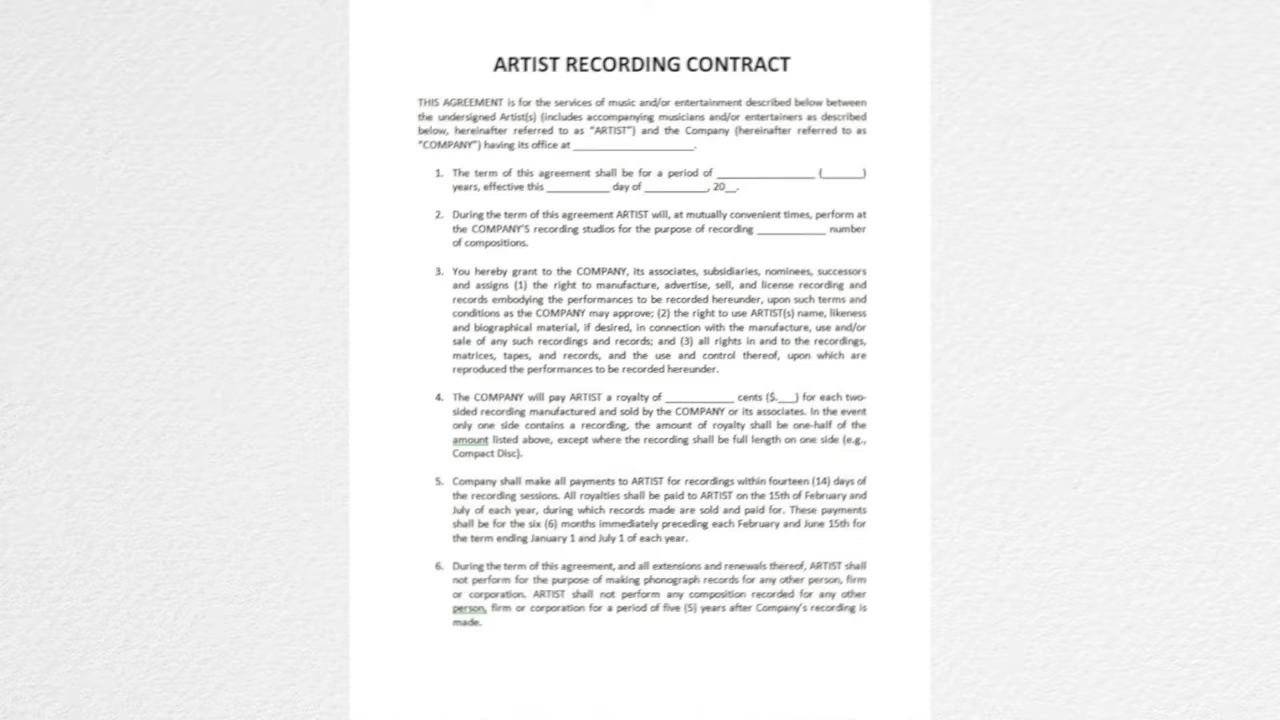 ARTIST RECORDING CONTRACT
THIS AGREEMENT is for the services of music and/or entertainment described below between
the undersigned Artist(s) (includes accompanying musicians and/or entertainers as described
below, hereinafter referred to as "ARTIST") and the Company (hereinafter referred to as
"COMPANY") having its office at ____________________.
1. The term of this agreement shall be for a period of ________________ (_______)
years, effective this __________ day of __________, 20__.
2. During the term of this agreement ARTIST will, at mutually convenient times, perform at
the COMPANY'S recording studios for the purpose of recording ___________ number
of compositions.
3. You hereby grant to the COMPANY, its associates, subsidiaries, nominees, successors
and assigns (1) the right to manufacture, advertise, sell, and license recording and
records embodying the performances to be recorded hereunder, upon such terms and
conditions as the COMPANY may approve; (2) the right to use ARTIST(s) name, likeness
and biographical material, if desired, in connection with the manufacture, use and/or
sale of any such recordings and records; and (3) all rights in and to the recordings,
matrices, tapes, and records, and the use and control thereof, upon which are
reproduced the performances to be recorded hereunder.
4. The COMPANY will pay ARTIST a royalty of ___________ cents ($.___) for each two-
sided recording manufactured and sold by the COMPANY or its associates. In the event
only one side contains a recording, the amount of royalty shall be one-half of the
amount listed above, except where the recording shall be full length on one side (e.g.,
Compact Disc).
5. Company shall make all payments to ARTIST for recordings within fourteen (14) days of
the recording sessions. All royalties shall be paid to ARTIST on the 15th of February and
July of each year, during which records made are sold and paid for. These payments
shall be for the six (6) months immediately preceding each February and June 15th for
the term ending January 1 and July 1 of each year.
6. During the term of this agreement, and all extensions and renewals thereof, ARTIST shall
not perform for the purpose of making phonograph records for any other person, firm
or corporation. ARTIST shall not perform any composition recorded for any other
person, firm or corporation for a period of five (5) years after Company's recording is
made.